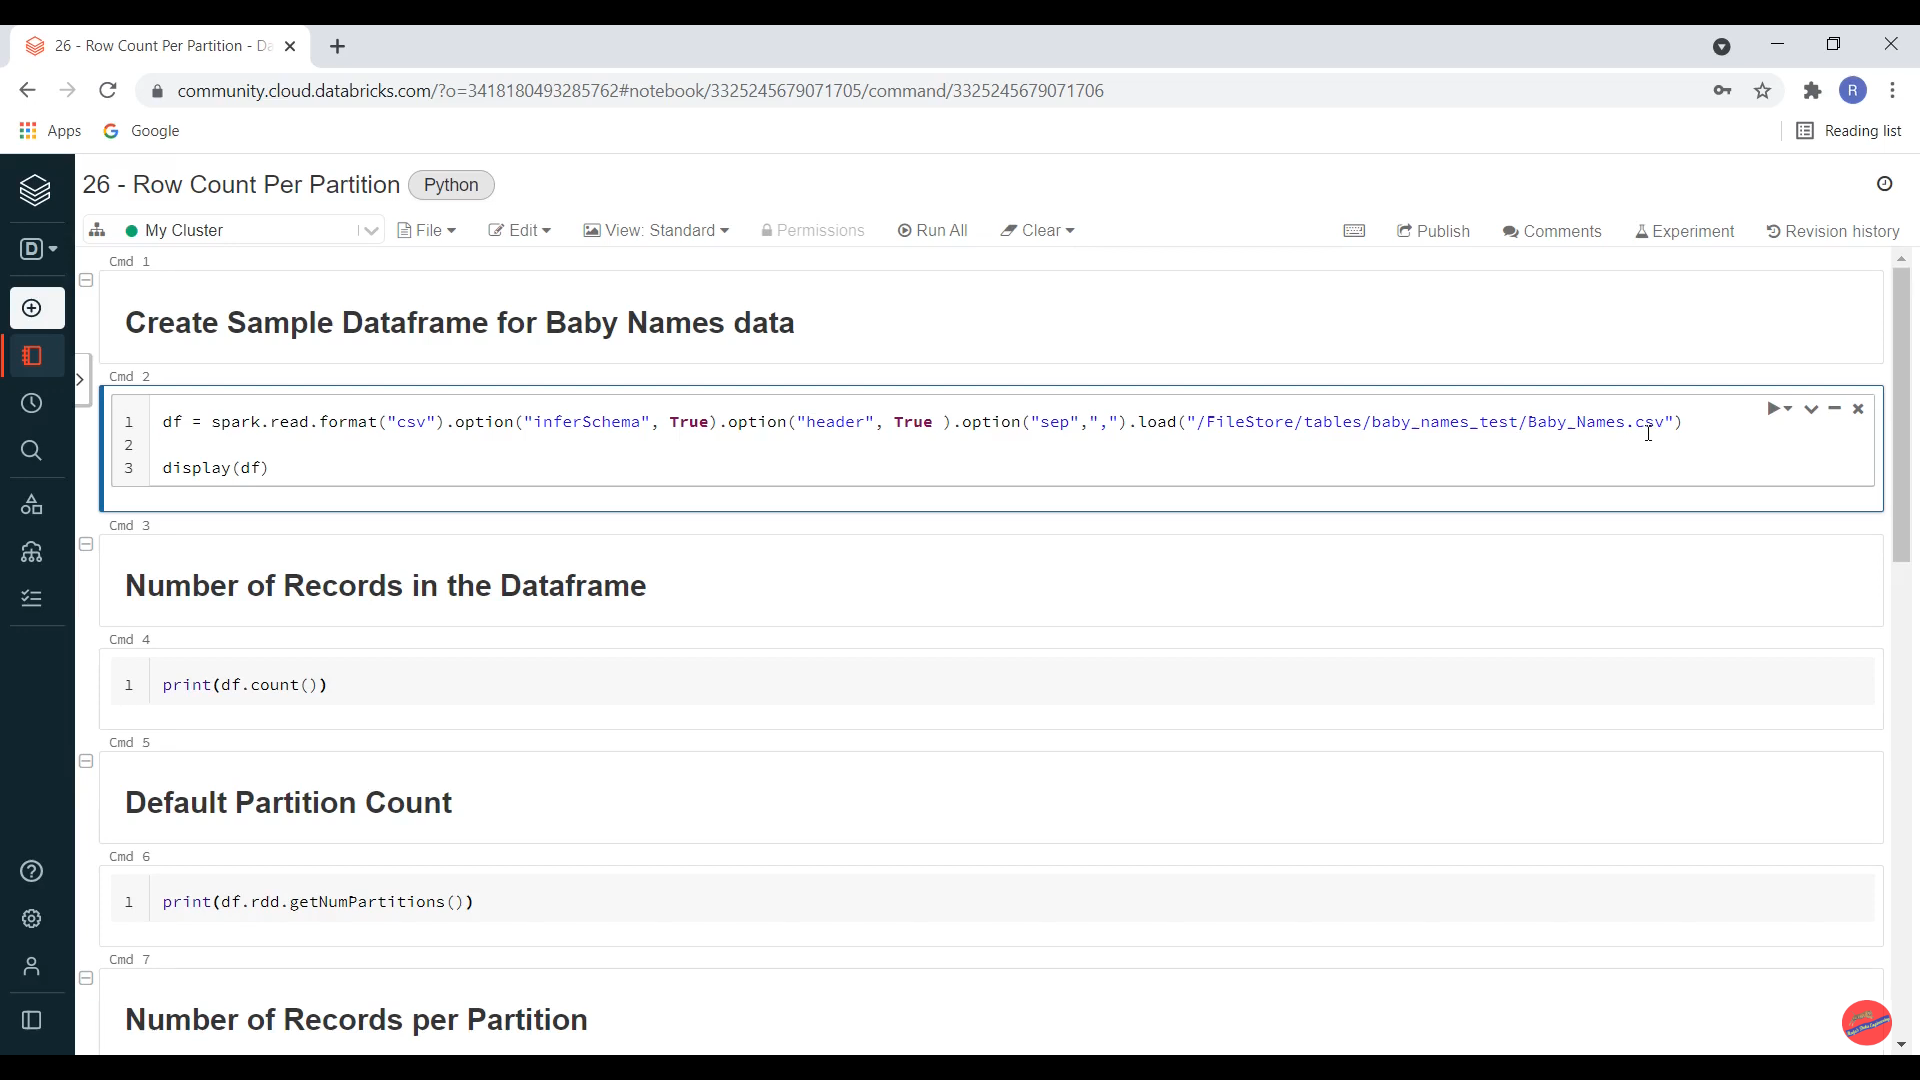 26 - Row Count Per Partition - Da
community.cloud.databricks.com/?o=3418180493285762#notebook/3325245679071705/command/3325245679071706
R
Apps
Google
Reading list
26 - Row Count Per Partition
Python
D
My Cluster
File
Edit
View: Standard
Permissions
Run All
Clear
Publish
Comments
Experiment
Revision history
Cmd 1
Create Sample Dataframe for Baby Names data
Cmd 2
1 df = spark.read.format("csv").option("inferSchema", True).option("header", True ).option("sep",",").load("/FileStore/tables/baby_names_test/Baby_Names.csv")
2
3 display(df)
Cmd 3
Number of Records in the Dataframe
Cmd 4
1 print(df.count())
Cmd 5
Default Partition Count
Cmd 6
1 print(df.rdd.getNumPartitions())
Cmd 7
Number of Records per Partition